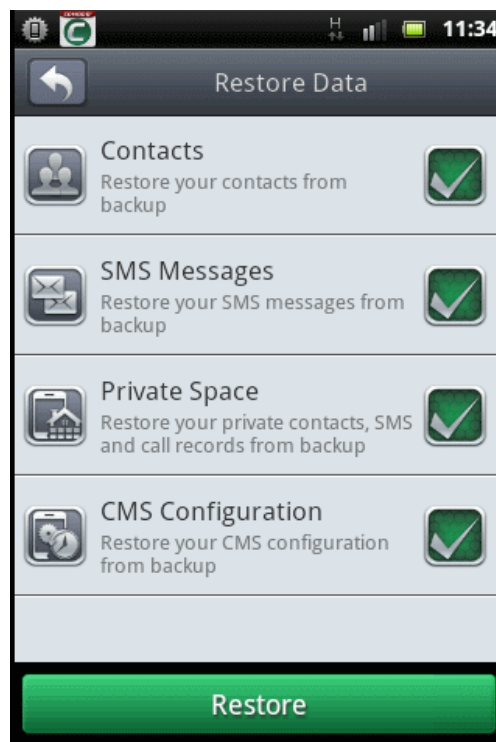 H
11:34
Restore Data
Contacts
Restore your contacts from
backup
SMS Messages
Restore your SMS messages from
backup
Private Space
Restore your private contacts, SMS
and call records from backup
CMS Configuration
Restore your CMS configuration
from backup
Restore